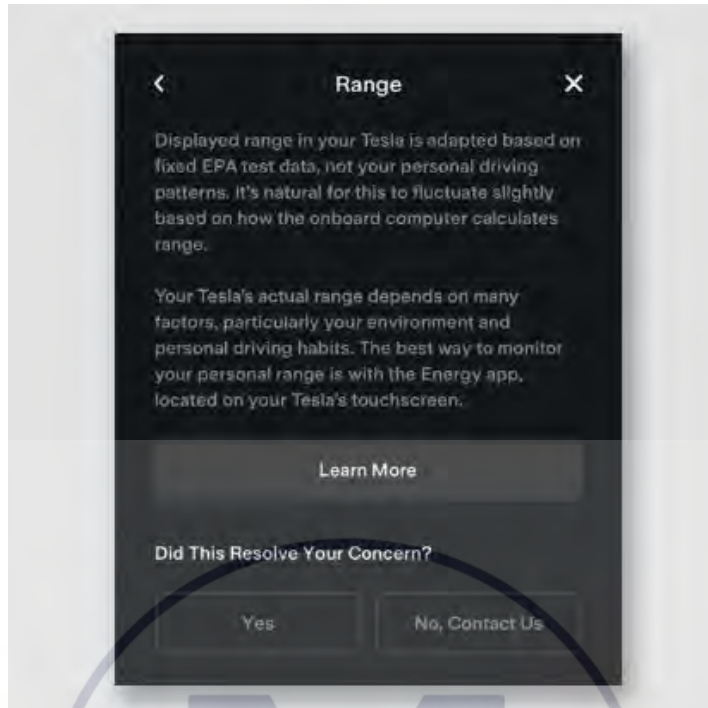 Range
Displayed range in your Tesla is adapted based on
fixed EPA test data, not your personal driving
patterns. It's natural for this to fluctuate slightly
based on how the onboard computer calculates
range.
Your Tesla's actual range depends on many
factors, particularly your environment and
personal driving habits. The best way to monitor
your personal range is with the Energy app,
located on your Tesla's touchscreen.
Learn More
Did This Resolve Your Concern?
Yes
No, Contact Us